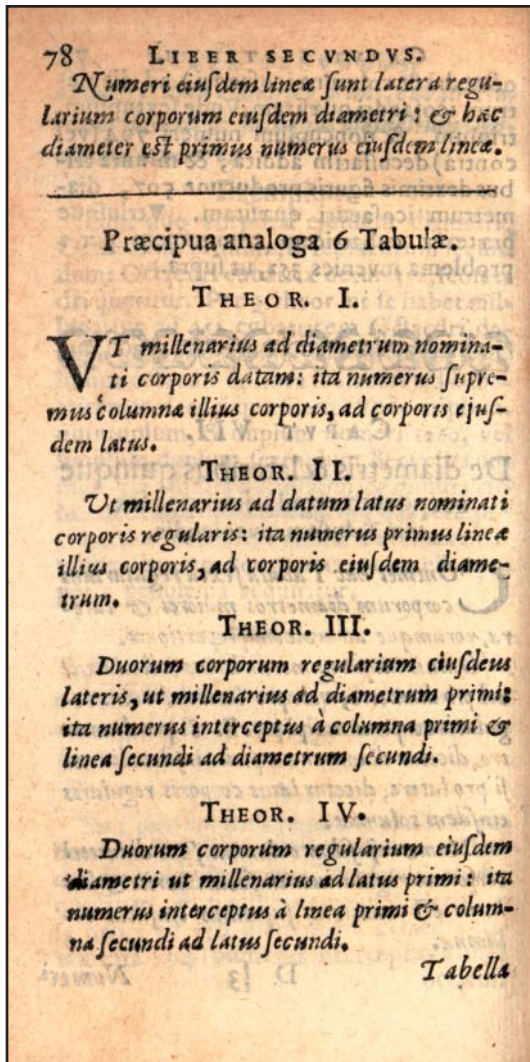 78 LIBER SECVNDVS.
Numeri eiuſdem lineæ ſunt latera regu-
larium corporum eiuſdem diametri: & hæc
diameter eſt primus numerus eiuſdem lineæ.
Præcipua analoga 6 Tabulæ.
THEOR. I.
VT millenarius ad diametrum nomina-
ti corporis datam: ita numerus ſupre-
mus columnæ illius corporis, ad corporis ejuſ-
dem latus.
THEOR. II.
Ut millenarius ad datum latus nominati
corporis regularis: ita numerus primus lineæ
illius corporis, ad corporis eiuſdem diame-
trum.
THEOR. III.
Duorum corporum regularium eiuſdeus
lateris, ut millenarius ad diametrum primi:
ita numerus interceptus à columna primi &
linea ſecundi ad diametrum ſecundi.
THEOR. IV.
Duorum corporum regularium eiuſdem
diametri ut millenarius ad latus primi: ita
numerus interceptus à linea primi & colum-
na ſecundi ad latus ſecundi.
Tabella